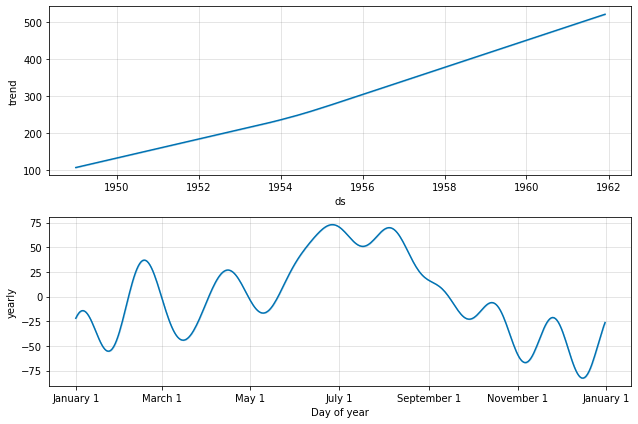 500
400
300
200
100
trend
1950 1952 1954 1956 1958 1960 1962
ds
75
50
25
0
−25
−50
−75
yearly
January 1 March 1 May 1 July 1 September 1 November 1 January 1
Day of year